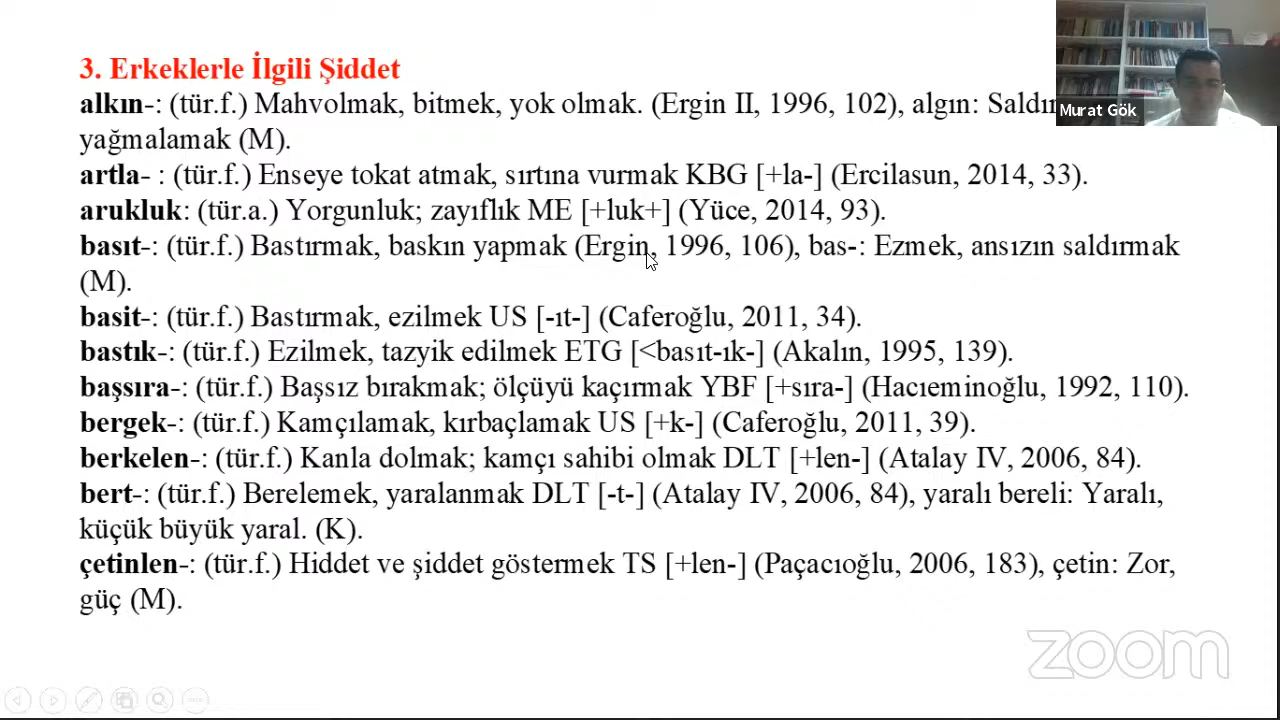 3. Erkeklerle İlgili Şiddet
alkın-: (tür.f.) Mahvolmak, bitmek, yok olmak. (Ergin II, 1996, 102), algın:
yağmalamak (M).
artla- : (tür.f.) Enseye tokat atmak, sırtına vurmak KBG [+la-] (Ercilasun, 2014, 33).
arukluk: (tür.a.) Yorgunluk; zayıflık ME [+luk+] (Yüce, 2014, 93).
basıt-: (tür.f.) Bastırmak, baskın yapmak (Ergin, 1996, 106), bas-: Ezmek, ansızın saldırmak
(M).
basit-: (tür.f.) Bastırmak, ezilmek US [-ıt-] (Caferoğlu, 2011, 34).
bastık-: (tür.f.) Ezilmek, tazyik edilmek ETG [<basıt-ık-] (Akalın, 1995, 139).
başsıra-: (tür.f.) Başsız bırakmak; ölçüyü kaçırmak YBF [+sıra-] (Hacıeminoğlu, 1992, 110).
bergek-: (tür.f.) Kamçılamak, kırbaçlamak US [+k-] (Caferoğlu, 2011, 39).
berkelen-: (tür.f.) Kanla dolmak; kamçı sahibi olmak DLT [+len-] (Atalay IV, 2006, 84).
bert-: (tür.f.) Berelemek, yaralanmak DLT [-t-] (Atalay IV, 2006, 84), yaralı bereli: Yaralı,
küçük büyük yaral. (K).
çetinlen-: (tür.f.) Hiddet ve şiddet göstermek TS [+len-] (Paçacıoğlu, 2006, 183), çetin: Zor,
güç (M).
Murat Gök
zoom